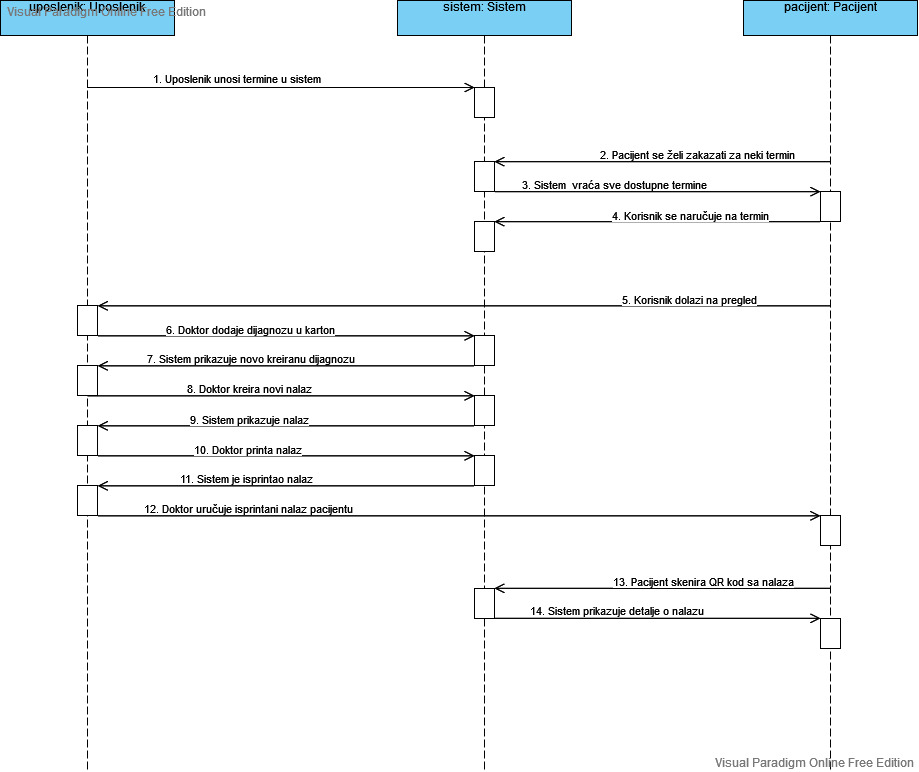 uposlenik: Uposlenik
Visual Paradigm Online Free Edition
sistem: Sistem
pacijent: Pacijent
1. Uposlenik unosi termine u sistem
2. Pacijent se želi zakazati za neki termin
3. Sistem  vraća sve dostupne termine
4. Korisnik se naručuje na termin
5. Korisnik dolazi na pregled
6. Doktor dodaje dijagnozu u karton
7. Sistem prikazuje novo kreiranu dijagnozu
8. Doktor kreira novi nalaz
9. Sistem prikazuje nalaz
10. Doktor printa nalaz
11. Sistem je isprintao nalaz
12. Doktor uručuje isprintani nalaz pacijentu
13. Pacijent skenira QR kod sa nalaza
14. Sistem prikazuje detalje o nalazu
Visual Paradigm Online Free Edition